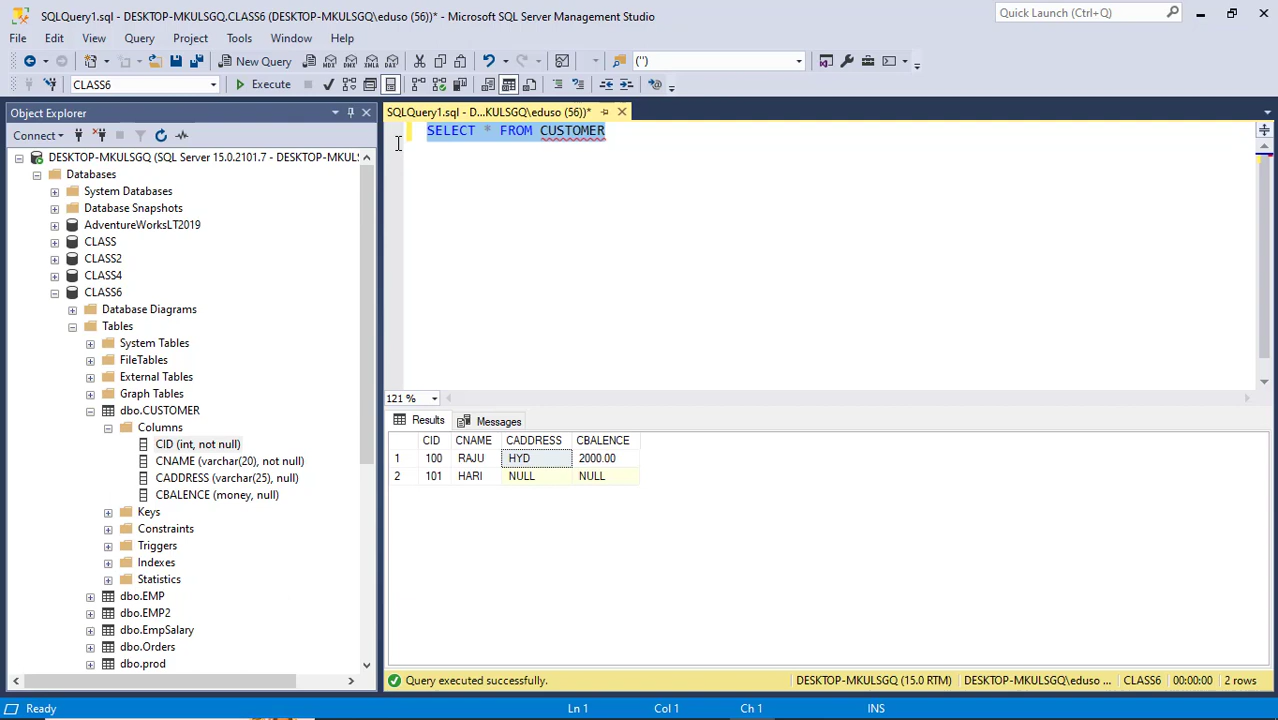 SQLQuery1.sql - DESKTOP-MKULSGQ.CLASS6 (DESKTOP-MKULSGQ\eduso (56))* - Microsoft SQL Server Management Studio
Quick Launch (Ctrl+Q)
File Edit View Query Project Tools Window Help
New Query MDX DMX XMLA DAX ('')
CLASS6 Execute
Object Explorer
SQLQuery1.sql - D...KULSGQ\eduso (56))*
Connect
SELECT * FROM CUSTOMER
DESKTOP-MKULSGQ (SQL Server 15.0.2101.7 - DESKTOP-MKULS
Databases
System Databases
Database Snapshots
AdventureWorksLT2019
CLASS
CLASS2
CLASS4
CLASS6
Database Diagrams
Tables
System Tables
FileTables
External Tables
Graph Tables
dbo.CUSTOMER
Columns
CID (int, not null)
CNAME (varchar(20), not null)
CADDRESS (varchar(25), null)
CBALENCE (money, null)
Keys
Constraints
Triggers
Indexes
Statistics
dbo.EMP
dbo.EMP2
dbo.EmpSalary
dbo.Orders
dbo.prod
121 %
Results Messages
CID CNAME CADDRESS CBALENCE
1 100 RAJU HYD 2000.00
2 101 HARI NULL NULL
Query executed successfully. DESKTOP-MKULSGQ (15.0 RTM) DESKTOP-MKULSGQ\eduso ... CLASS6 00:00:00 2 rows
Ready Ln 1 Col 1 Ch 1 INS